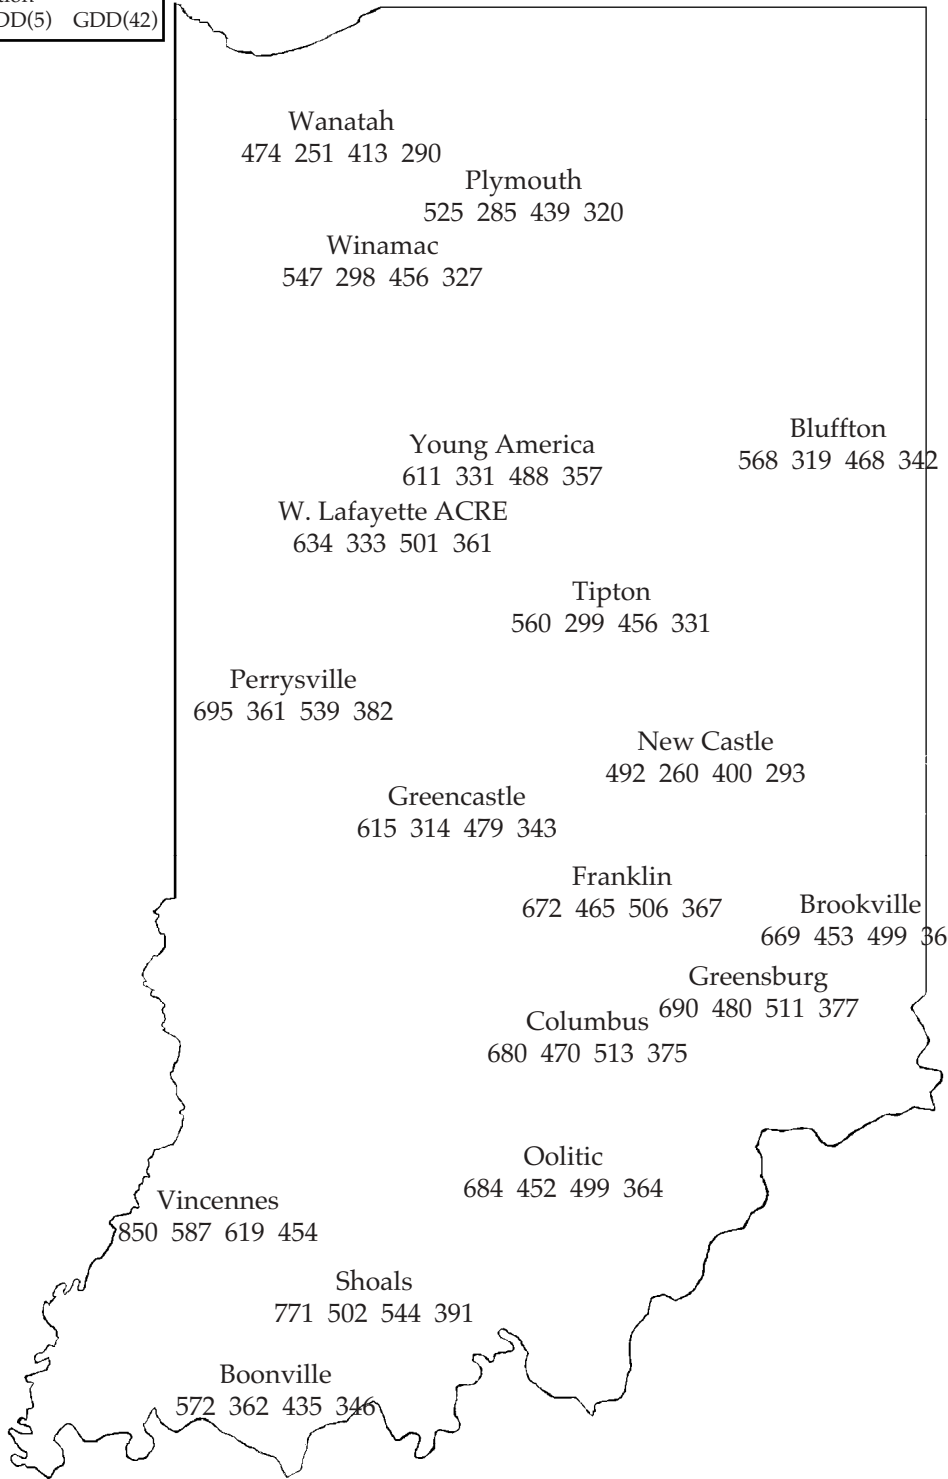 GDD(42)
Wanatah
474 251 413 290
Plymouth
525 285 439 320
Winamac
547 298 456 327
Bluffton
568 319 468 342
Young America
611 331 488 357
W. Lafayette ACRE
634 333 501 361
Tipton
560 299 456 331
Perrysville
695 361 539 382
New Castle
492 260 400 293
Greencastle
615 314 479 343
Franklin
672 465 506 367
Brookville
669 453 499 36
Greensburg
690 480 511 377
Columbus
680 470 513 375
Oolitic
684 452 499 364
Vincennes
850 587 619 454
Shoals
771 502 544 391
Boonville
572 362 435 346